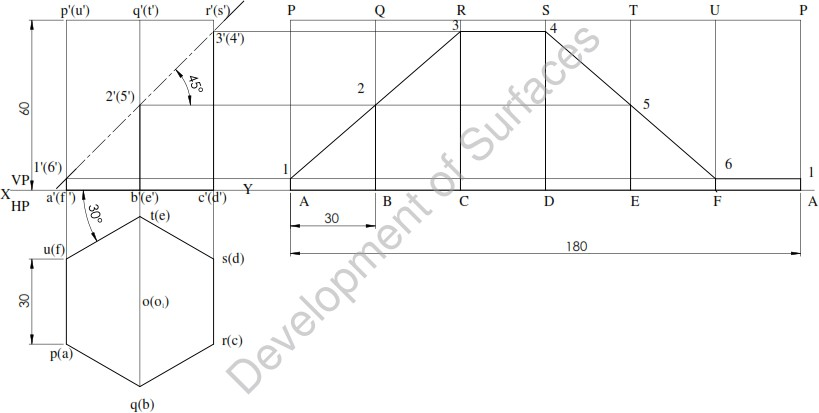 p'(u') q'(t') r'(s') P Q R S T U P
3'(4') 3 4
60
45°
2'(5') 2 5
1'(6') 1 6 1
VP
X Y
HP a'(f') b'(e') c'(d') A B C D E F A
30° t(e) 30
180
u(f) s(d)
30 o(o₁)
p(a) r(c)
q(b)
Development of Surfaces